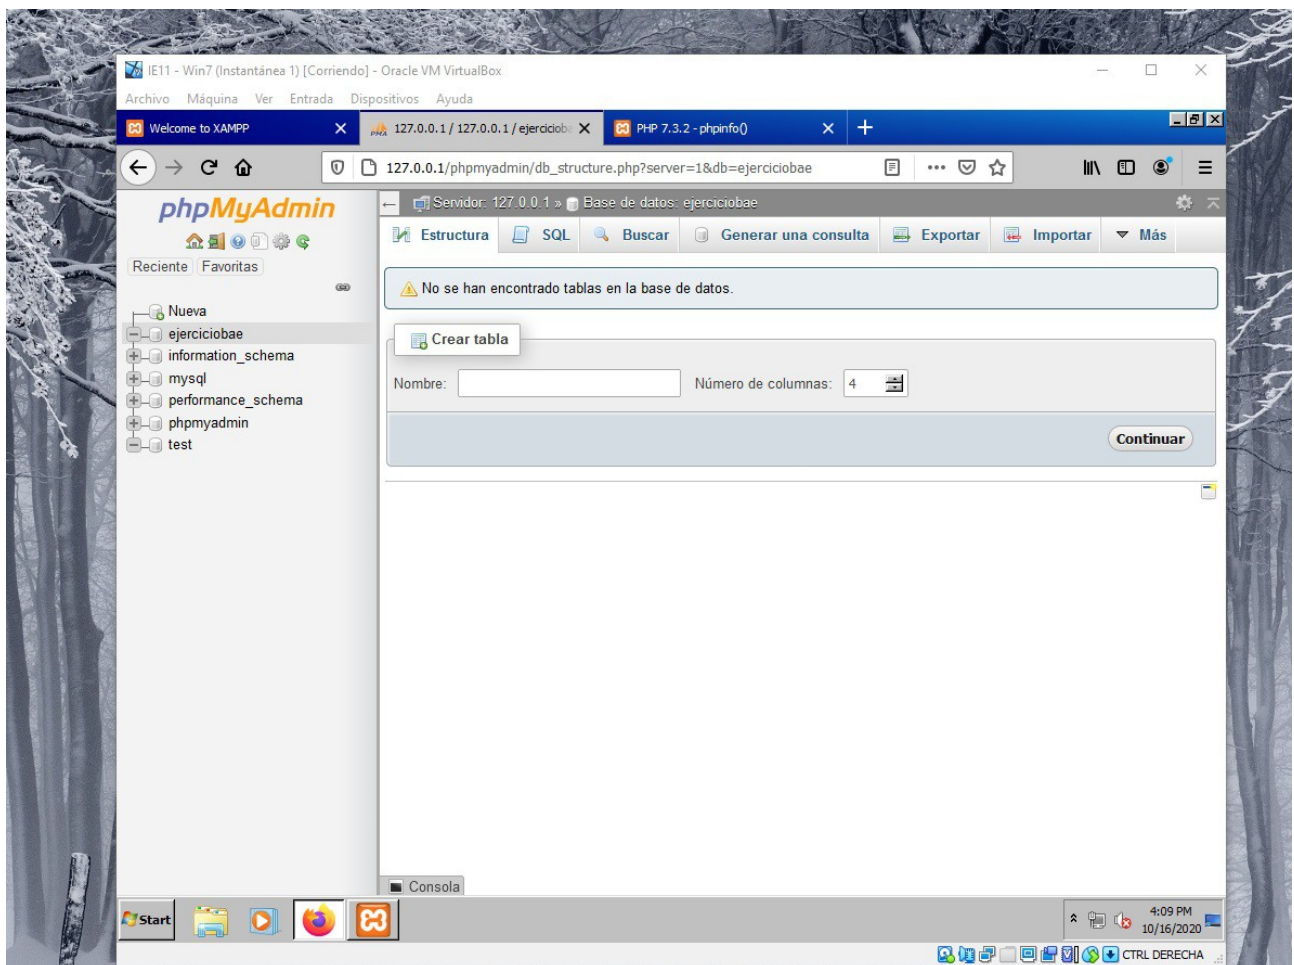 IE11 - Win7 (Instantánea 1) [Corriendo] - Oracle VM VirtualBox
Archivo Máquina Ver Entrada Dispositivos Ayuda
Welcome to XAMPP
127.0.0.1 / 127.0.0.1 / ejerciciob
PHP 7.3.2 - phpinfo()
127.0.0.1/phpmyadmin/db_structure.php?server=1&db=ejerciciobae
phpMyAdmin
Reciente Favoritas
Nueva
ejerciciobae
information_schema
mysql
performance_schema
phpmyadmin
test
Servidor: 127.0.0.1 » Base de datos: ejerciciobae
Estructura SQL Buscar Generar una consulta Exportar Importar Más
No se han encontrado tablas en la base de datos.
Crear tabla
Nombre: Número de columnas: 4
Continuar
Consola
Start
4:09 PM
10/16/2020
CTRL DERECHA